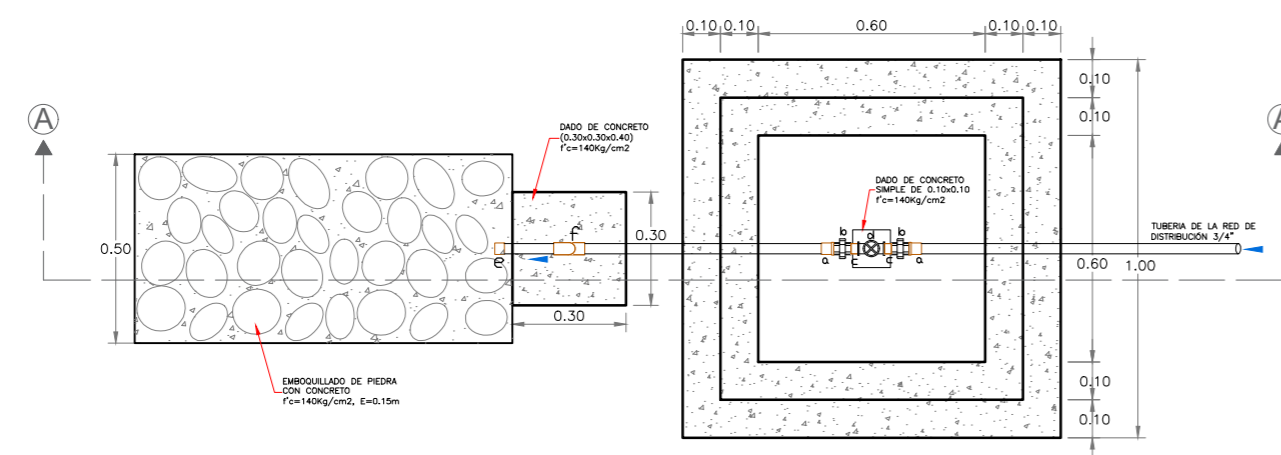 0.10 0.10 0.60 0.10 0.10
0.10
0.10
A
A
DADO DE CONCRETO
(0.30x0.30x0.40)
f'c=140Kg/cm2
DADO DE CONCRETO
SIMPLE DE 0.10x0.10
f'c=140Kg/cm2
0.50
f
e
0.30
b
d
b
a
c
c
a
TUBERIA DE LA RED DE
DISTRIBUCIÓN 3/4"
0.60
1.00
0.30
0.10
0.10
EMBOQUILLADO DE PIEDRA
CON CONCRETO
f'c=140Kg/cm2, E=0.15m